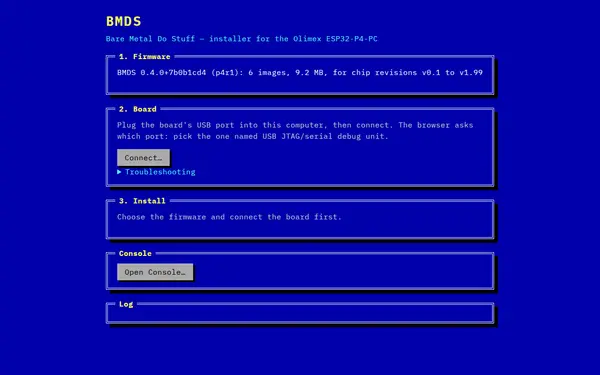 BMDS
Bare Metal Do Stuff — installer for the Olimex ESP32-P4-PC
1. Firmware
BMDS 0.4.0+7b0b1cd4 (p4r1): 6 images, 9.2 MB, for chip revisions v0.1 to v1.99
2. Board
Plug the board's USB port into this computer, then connect. The browser asks
which port: pick the one named USB JTAG/serial debug unit.
Connect…
▶ Troubleshooting
3. Install
Choose the firmware and connect the board first.
Console
Open Console…
Log